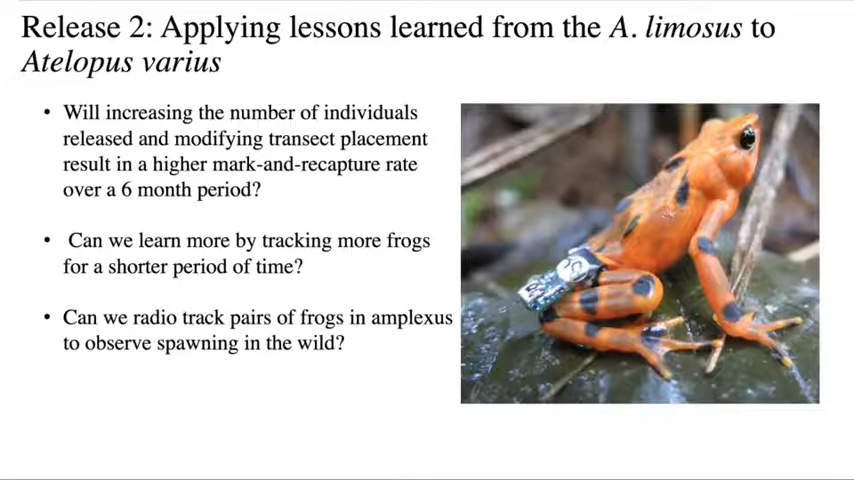 Release 2: Applying lessons learned from the A. limosus to
Atelopus varius
• Will increasing the number of individuals
released and modifying transect placement
result in a higher mark-and-recapture rate
over a 6 month period?
• Can we learn more by tracking more frogs
for a shorter period of time?
• Can we radio track pairs of frogs in amplexus
to observe spawning in the wild?